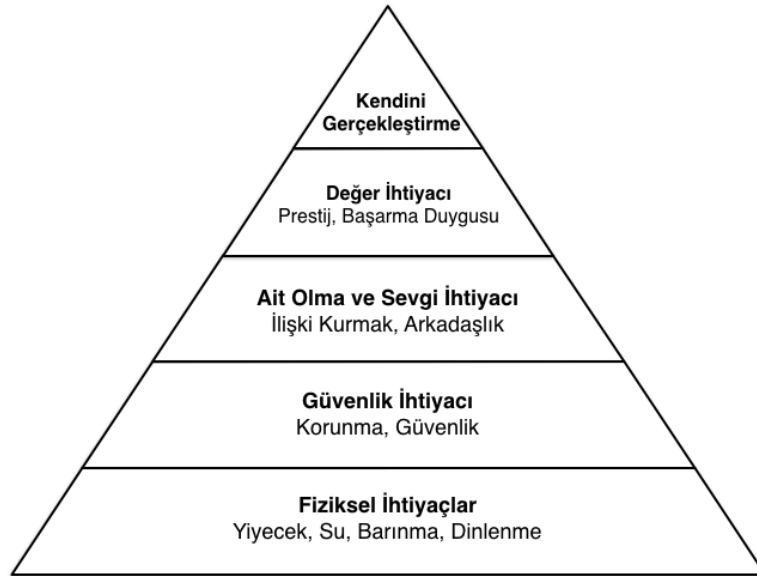 Kendini
Gerçekleştirme
Değer İhtiyacı
Prestij, Başarma Duygusu
Ait Olma ve Sevgi İhtiyacı
İlişki Kurmak, Arkadaşlık
Güvenlik İhtiyacı
Korunma, Güvenlik
Fiziksel İhtiyaçlar
Yiyecek, Su, Barınma, Dinlenme